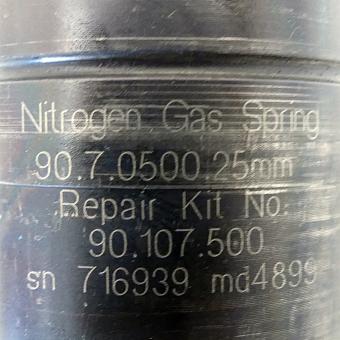 Nitrogen Gas Spring
90.7.0500.25mm
Repair Kit No:
90.107.500
sn 716939 md4899